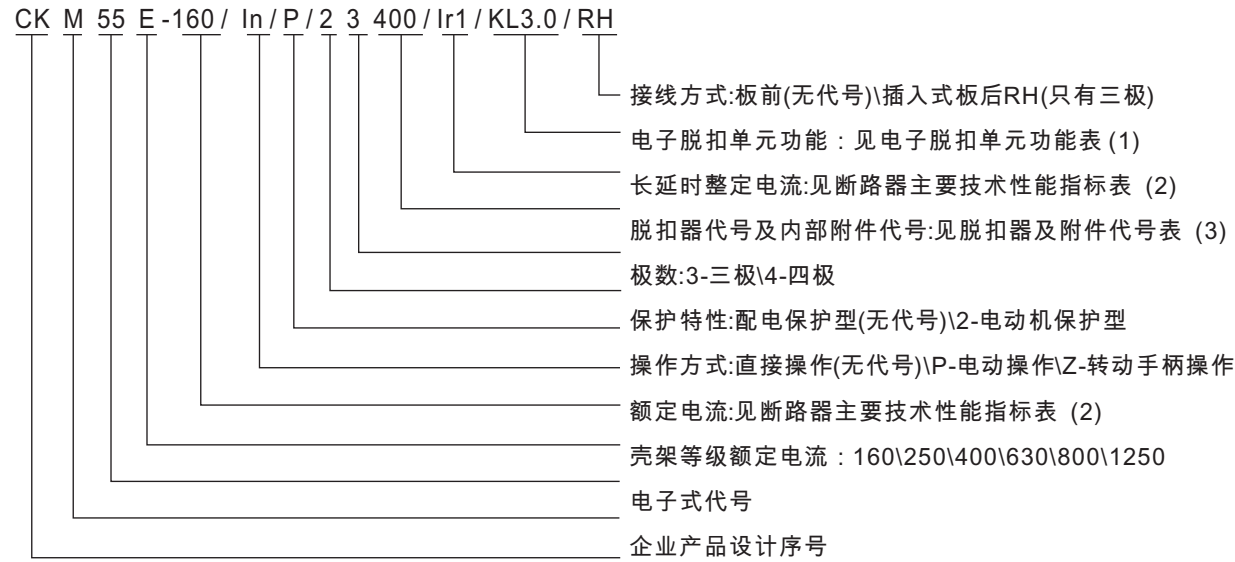 CK M 55 E-160/ In/P/2 3 400/Ir1/KL3.0/RH
接线方式:板前(无代号)\插入式板后RH(只有三极)
电子脱扣单元功能：见电子脱扣单元功能表(1)
长延时整定电流:见断路器主要技术性能指标表 (2)
脱扣器代号及内部附件代号:见脱扣器及附件代号表 (3)
极数:3-三极\4-四极
保护特性:配电保护型(无代号)\2-电动机保护型
操作方式:直接操作(无代号)\P-电动操作\Z-转动手柄操作
额定电流:见断路器主要技术性能指标表 (2)
壳架等级额定电流：160\250\400\630\800\1250
电子式代号
企业产品设计序号